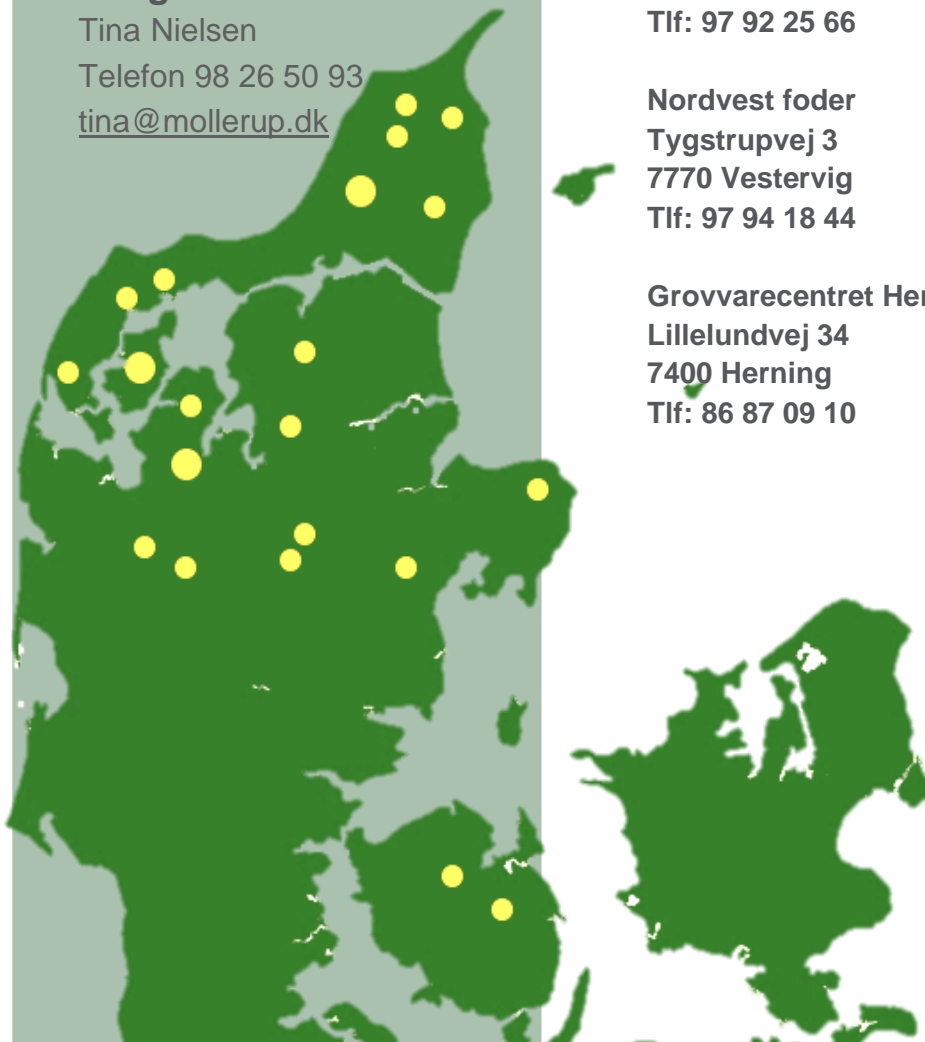 Tina Nielsen
Telefon 98 26 50 93
tina@mollerup.dk
Tlf: 97 92 25 66
Nordvest foder
Tygstrupvej 3
7770 Vestervig
Tlf: 97 94 18 44
Grovvarecentret
Lillelundvej 34
7400 Herning
Tlf: 86 87 09 10